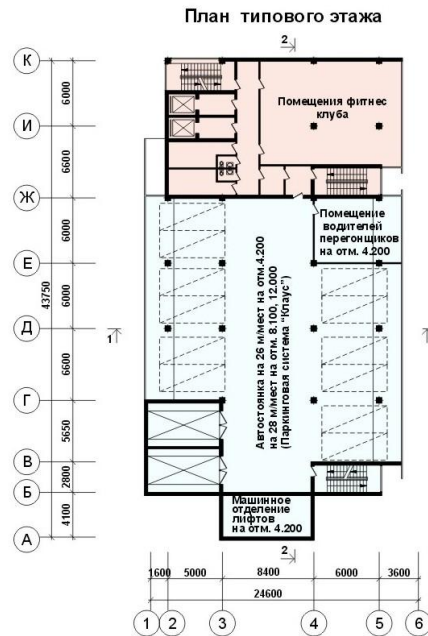 План типового этажа
2
К
И
Ж
Е
Д
Г
В
Б
А
6000
6600
6000
6000
6600
5650
2800
4100
43750
Помещения фитнес
клуба
Помещение
водителей
перегонщиков
на отм. 4.200
Автостоянка на 26 м/мест на отм.4.200
на 28 м/мест на отм. 8.100, 12.000
(Паркинговая система "Клаус")
1
1
Машинное
отделение
лифтов
на отм. 4.200
2
1600
5000
8400
6000
3600
24600
1
2
3
4
5
6